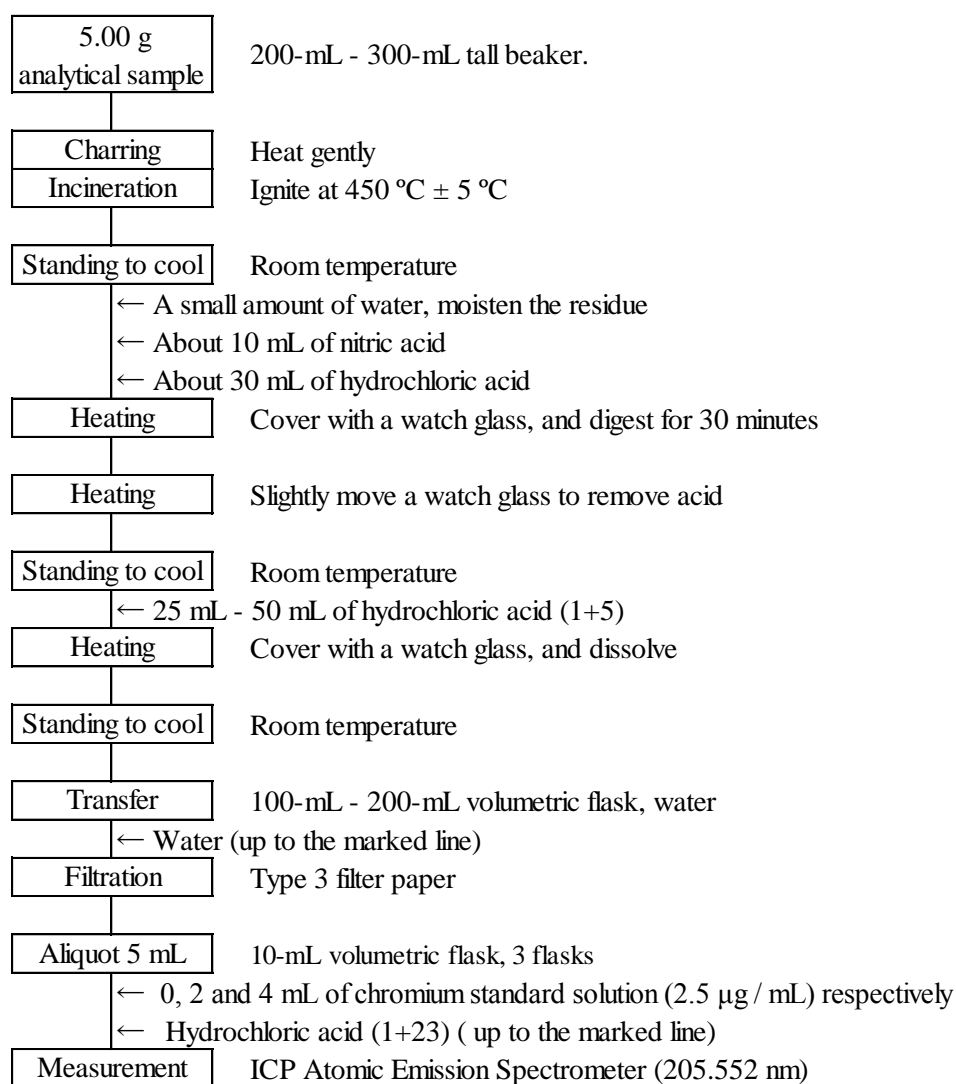 5.00 g
analytical sample
200-mL - 300-mL tall beaker.
Charring
Heat gently
Incineration
Ignite at 450 ºC ± 5 ºC
Standing to cool
Room temperature
← A small amount of water, moisten the residue
← About 10 mL of nitric acid
← About 30 mL of hydrochloric acid
Heating
Cover with a watch glass, and digest for 30 minutes
Heating
Slightly move a watch glass to remove acid
Standing to cool
Room temperature
← 25 mL - 50 mL of hydrochloric acid (1+5)
Heating
Cover with a watch glass, and dissolve
Standing to cool
Room temperature
Transfer
100-mL - 200-mL volumetric flask, water
← Water (up to the marked line)
Filtration
Type 3 filter paper
Aliquot 5 mL
10-mL volumetric flask, 3 flasks
← 0, 2 and 4 mL of chromium standard solution (2.5 µg / mL) respectively
← Hydrochloric acid (1+23) ( up to the marked line)
Measurement
ICP Atomic Emission Spectrometer (205.552 nm)